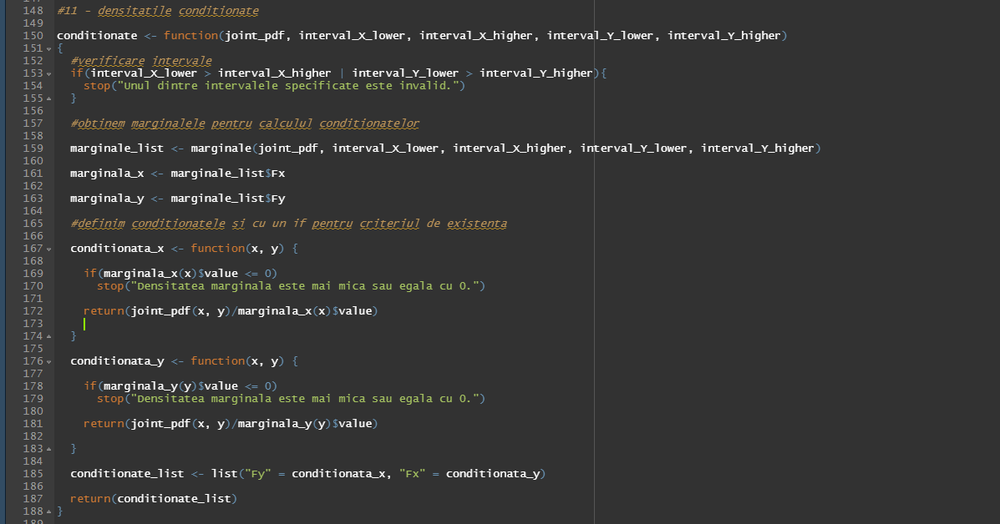 148 #11 - densitatile conditionate
149
150 conditionate <- function(joint_pdf, interval_X_lower, interval_X_higher, interval_Y_lower, interval_Y_higher)
151 {
152   #verificare intervale
153   if(interval_X_lower > interval_X_higher | interval_Y_lower > interval_Y_higher){
154     stop("Unul dintre intervalele specificate este invalid.")
155   }
156
157   #obtinem marginalele pentru calculul conditionatelor
158
159   marginale_list <- marginale(joint_pdf, interval_X_lower, interval_X_higher, interval_Y_lower, interval_Y_higher)
160
161   marginala_x <- marginale_list$Fx
162
163   marginala_y <- marginale_list$Fy
164
165   #definim conditionatele si cu un if pentru criteriul de existenta
166
167   conditionata_x <- function(x, y) {
168
169     if(marginala_x(x)$value <= 0)
170       stop("Densitatea marginala este mai mica sau egala cu 0.")
171
172     return(joint_pdf(x, y)/marginala_x(x)$value)
173
174   }
175
176   conditionata_y <- function(x, y) {
177
178     if(marginala_y(y)$value <= 0)
179       stop("Densitatea marginala este mai mica sau egala cu 0.")
180
181     return(joint_pdf(x, y)/marginala_y(y)$value)
182
183   }
184
185   conditionate_list <- list("Fy" = conditionata_x, "Fx" = conditionata_y)
186
187   return(conditionate_list)
188 }
189